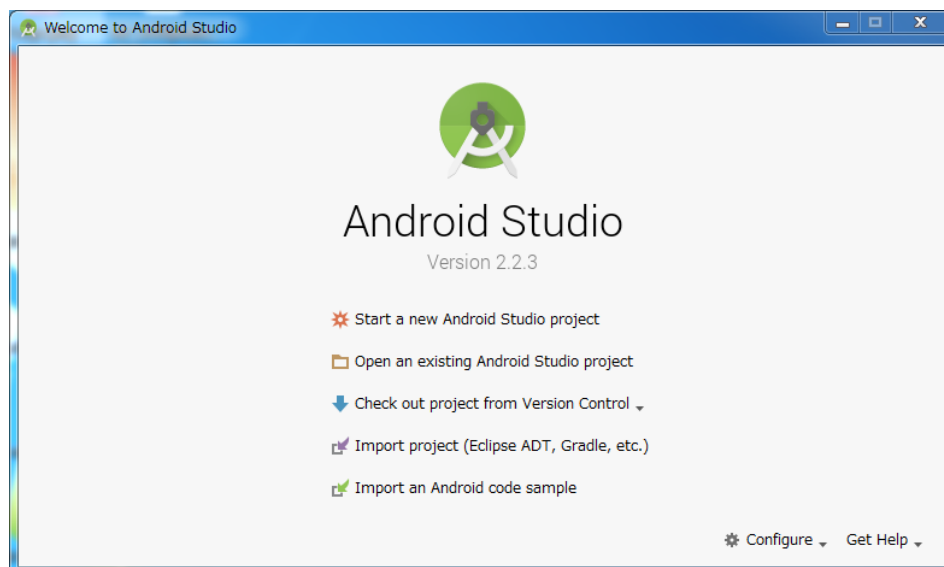 Welcome to Android Studio
Android Studio
Version 2.2.3
Start a new Android Studio project
Open an existing Android Studio project
Check out project from Version Control
Import project (Eclipse ADT, Gradle, etc.)
Import an Android code sample
Configure Get Help